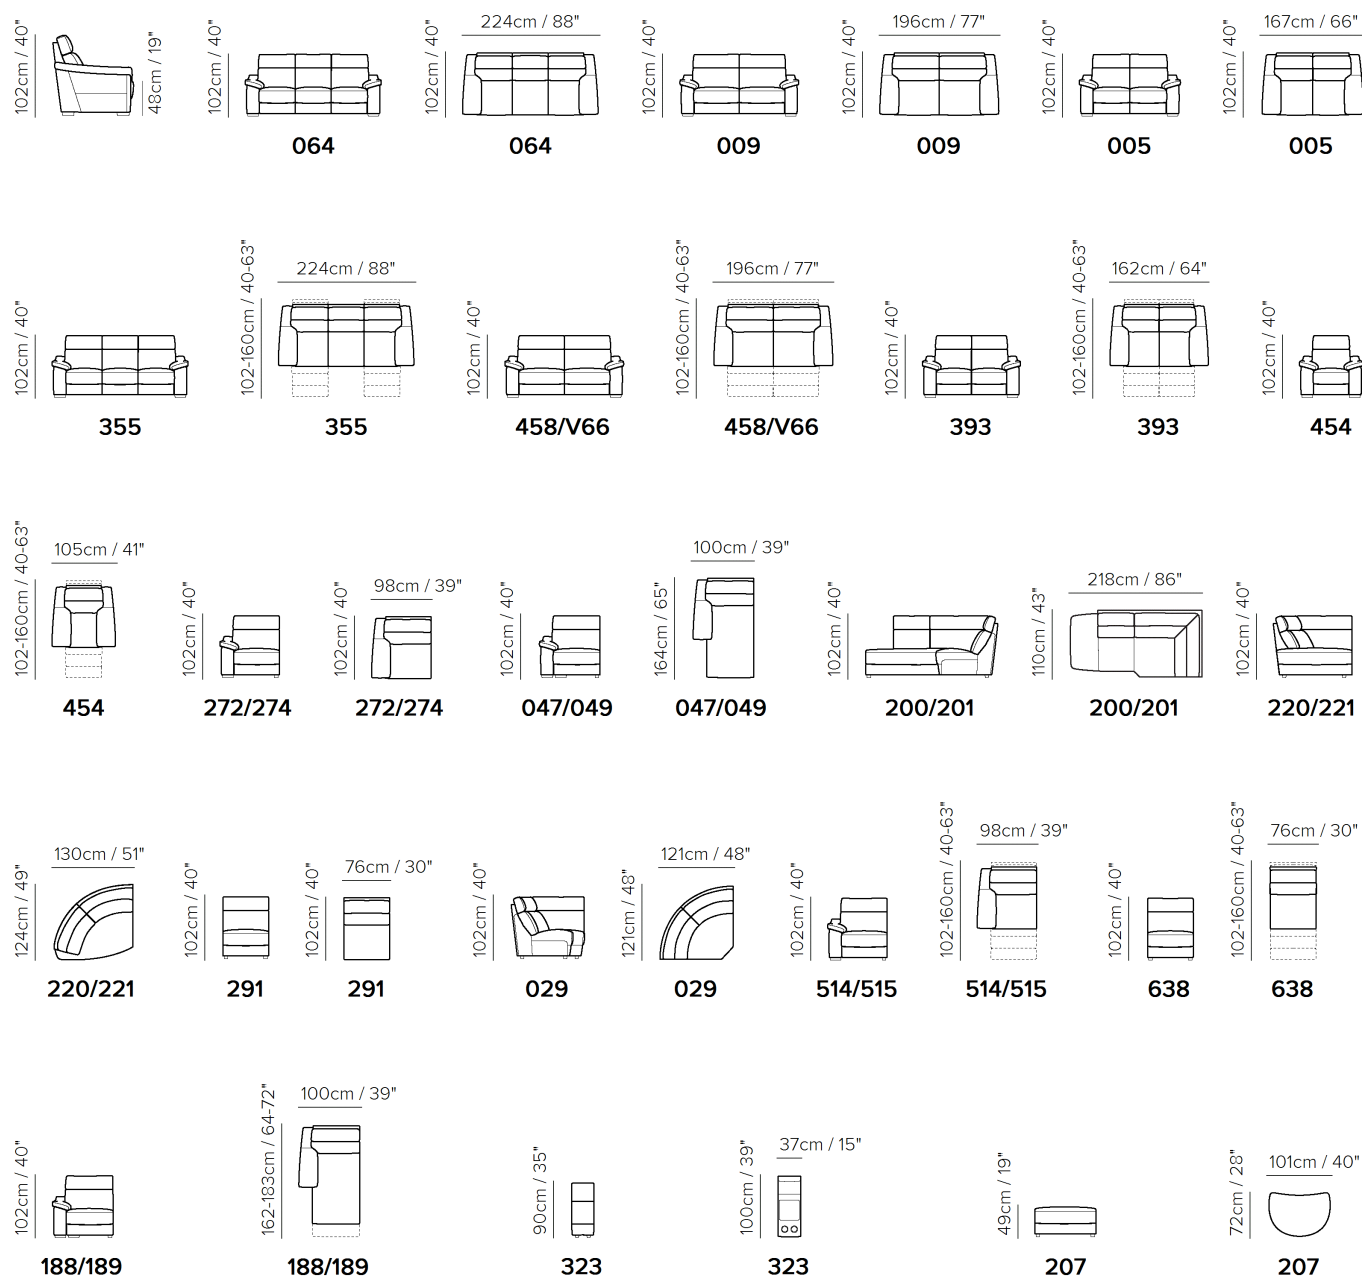 102cm / 40"
48cm / 19"
102cm / 40"
064
102cm / 40"
224cm / 88"
064
102cm / 40"
009
102cm / 40"
196cm / 77"
009
102cm / 40"
005
102cm / 40"
167cm / 66"
005
102cm / 40"
355
102-160cm / 40-63"
224cm / 88"
355
102cm / 40"
458/V66
102-160cm / 40-63"
196cm / 77"
458/V66
102cm / 40"
393
102-160cm / 40-63"
162cm / 64"
393
102cm / 40"
454
102-160cm / 40-63"
105cm / 41"
454
102cm / 40"
272/274
102cm / 40"
98cm / 39"
272/274
102cm / 40"
047/049
164cm / 65"
100cm / 39"
047/049
102cm / 40"
200/201
110cm / 43"
218cm / 86"
200/201
102cm / 40"
220/221
124cm / 49"
130cm / 51"
220/221
102cm / 40"
291
102cm / 40"
76cm / 30"
291
102cm / 40"
029
121cm / 48"
121cm / 48"
029
102cm / 40"
514/515
102-160cm / 40-63"
98cm / 39"
514/515
102cm / 40"
638
102-160cm / 40-63"
76cm / 30"
638
102cm / 40"
188/189
162-183cm / 64-72"
100cm / 39"
188/189
90cm / 35"
323
100cm / 39"
37cm / 15"
323
49cm / 19"
207
72cm / 28"
101cm / 40"
207